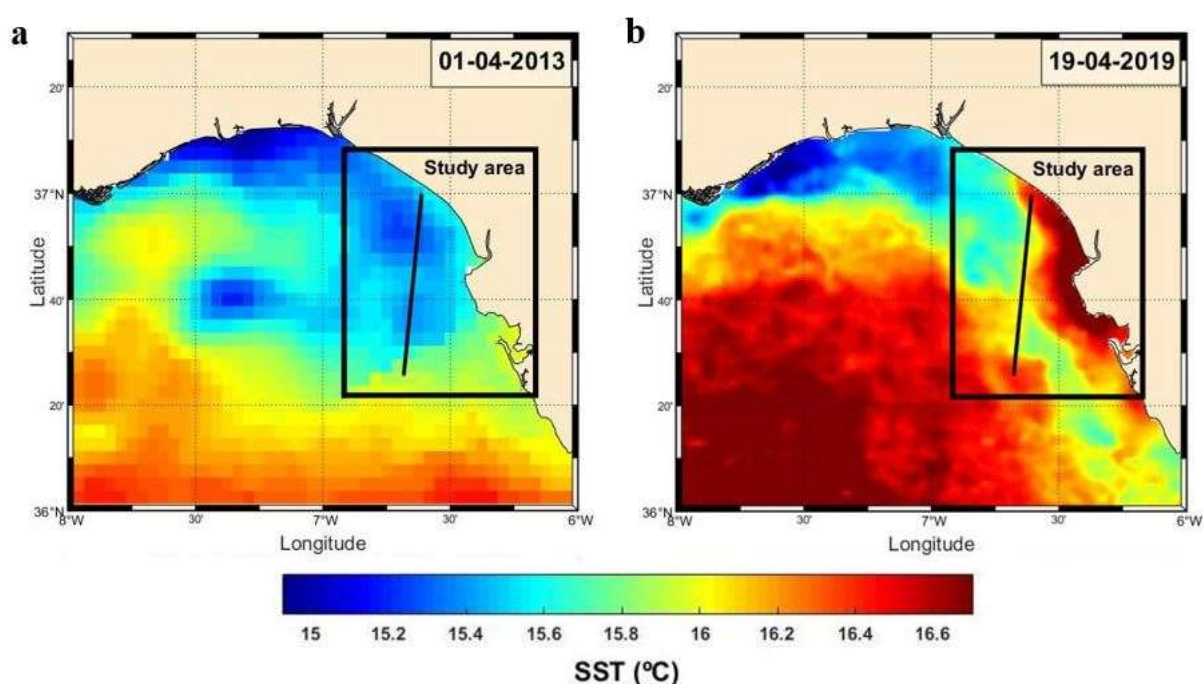 a
01-04-2013
20'
Study area
37°N
Latitude
40'
20'
36°N
8°W
30'
7°W
30'
6°W
Longitude
b
19-04-2019
20'
Study area
37°N
Latitude
40'
20'
36°N
8°W
30'
7°W
30'
6°W
Longitude
15 15.2 15.4 15.6 15.8 16 16.2 16.4 16.6
SST (ºC)